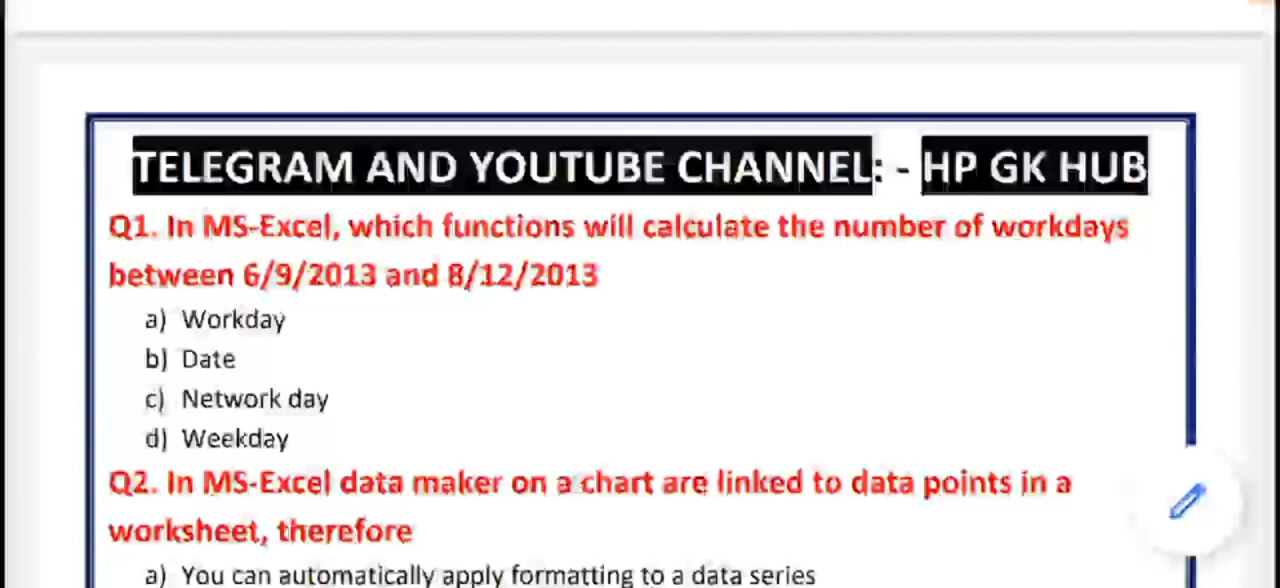 TELEGRAM AND YOUTUBE CHANNEL: - HP GK HUB
Q1. In MS-Excel, which functions will calculate the number of workdays
between 6/9/2013 and 8/12/2013
a) Workday
b) Date
c) Network day
d) Weekday
Q2. In MS-Excel data maker on a chart are linked to data points in a
worksheet, therefore
a) You can automatically apply formatting to a data series